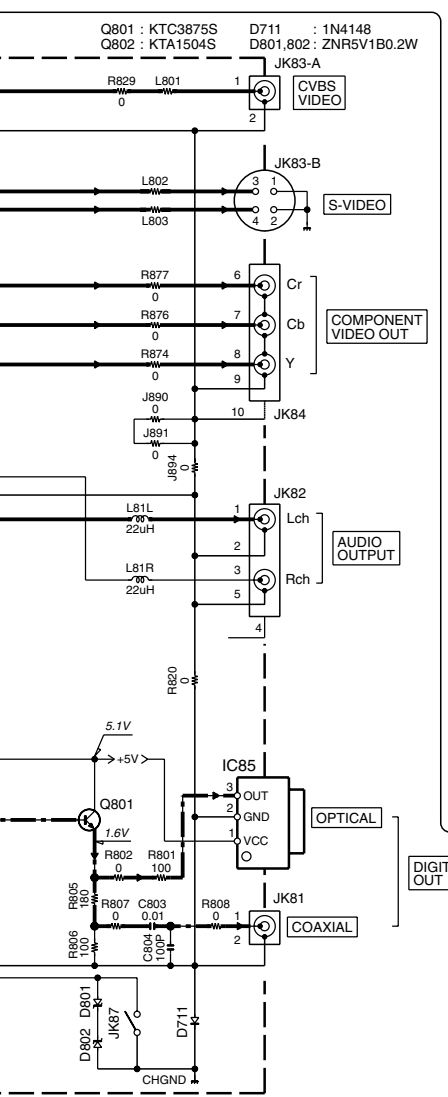 Q801 : KTC3875S D711 : 1N4148
Q802 : KTA1504S D801,802 : ZNR5V1B0.2W
JK83-A
R829 L801 1
0
CVBS
VIDEO
2
JK83-B
L802 3 1
L803 4 2
S-VIDEO
R877 6 Cr
0
R876 7 Cb
0
COMPONENT
VIDEO OUT
R874 8 Y
0
9
J890
0
10 JK84
J891
0
J894
0
JK82
L81L 1 Lch
22uH
2
AUDIO
OUTPUT
L81R 3 Rch
22uH
5
4
R820
0
5.1V
+5V
IC85
Q801
3 OUT
2 GND
1 VCC
OPTICAL
1.6V
R802 R801
0 100
DIGIT
OUT
R805
180
R807 C803 R808
0 0.01 0
JK81
1
2
COAXIAL
R806
100
C804
100P
D801
D802
JK87
D711
CHGND